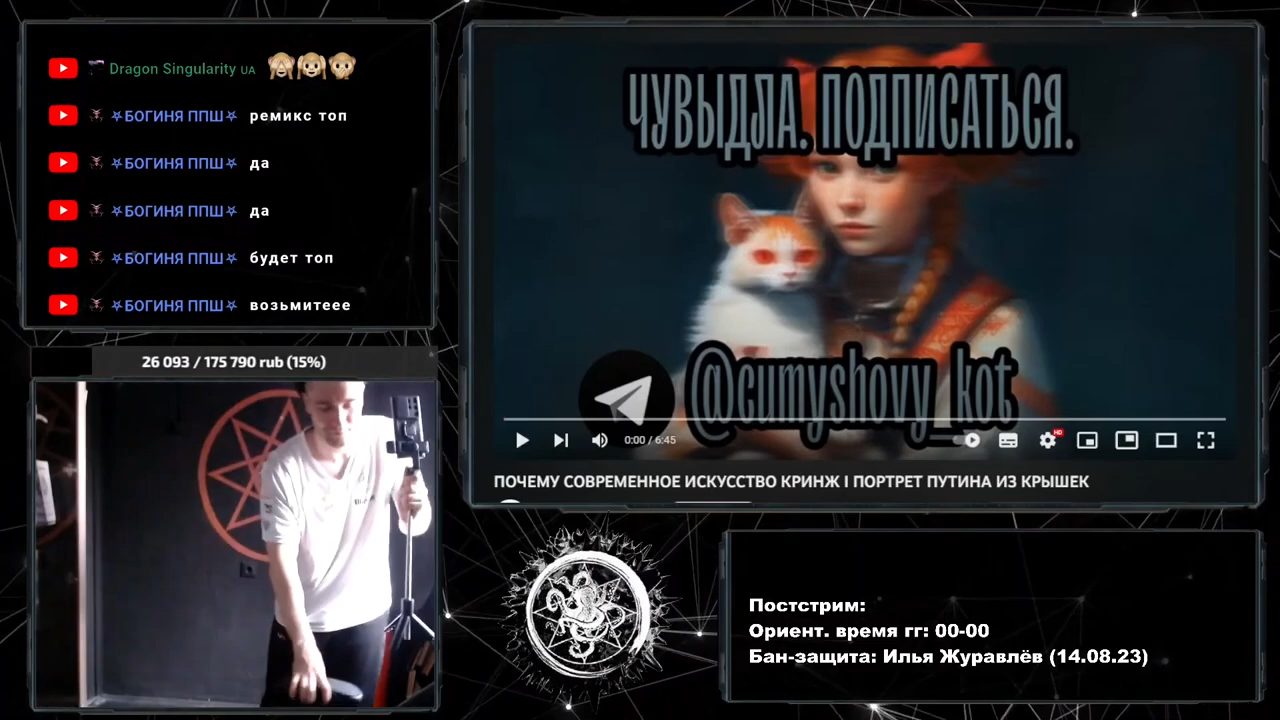 Dragon Singularity UA
⛧БОГИНЯ ППШ⛧ ремикс топ
⛧БОГИНЯ ППШ⛧ да
⛧БОГИНЯ ППШ⛧ да
⛧БОГИНЯ ППШ⛧ будет топ
⛧БОГИНЯ ППШ⛧ возьмитеее
26 093 / 175 790 rub (15%)
ЧУВЫДЛА. ПОДПИСАТЬСЯ.
@cumyshovy_kot
0:00 / 6:45
HD
ПОЧЕМУ СОВРЕМЕННОЕ ИСКУССТВО КРИНЖ I ПОРТРЕТ ПУТИНА ИЗ КРЫШЕК
Постстрим:
Ориент. время гг: 00-00
Бан-защита: Илья Журавлёв (14.08.23)